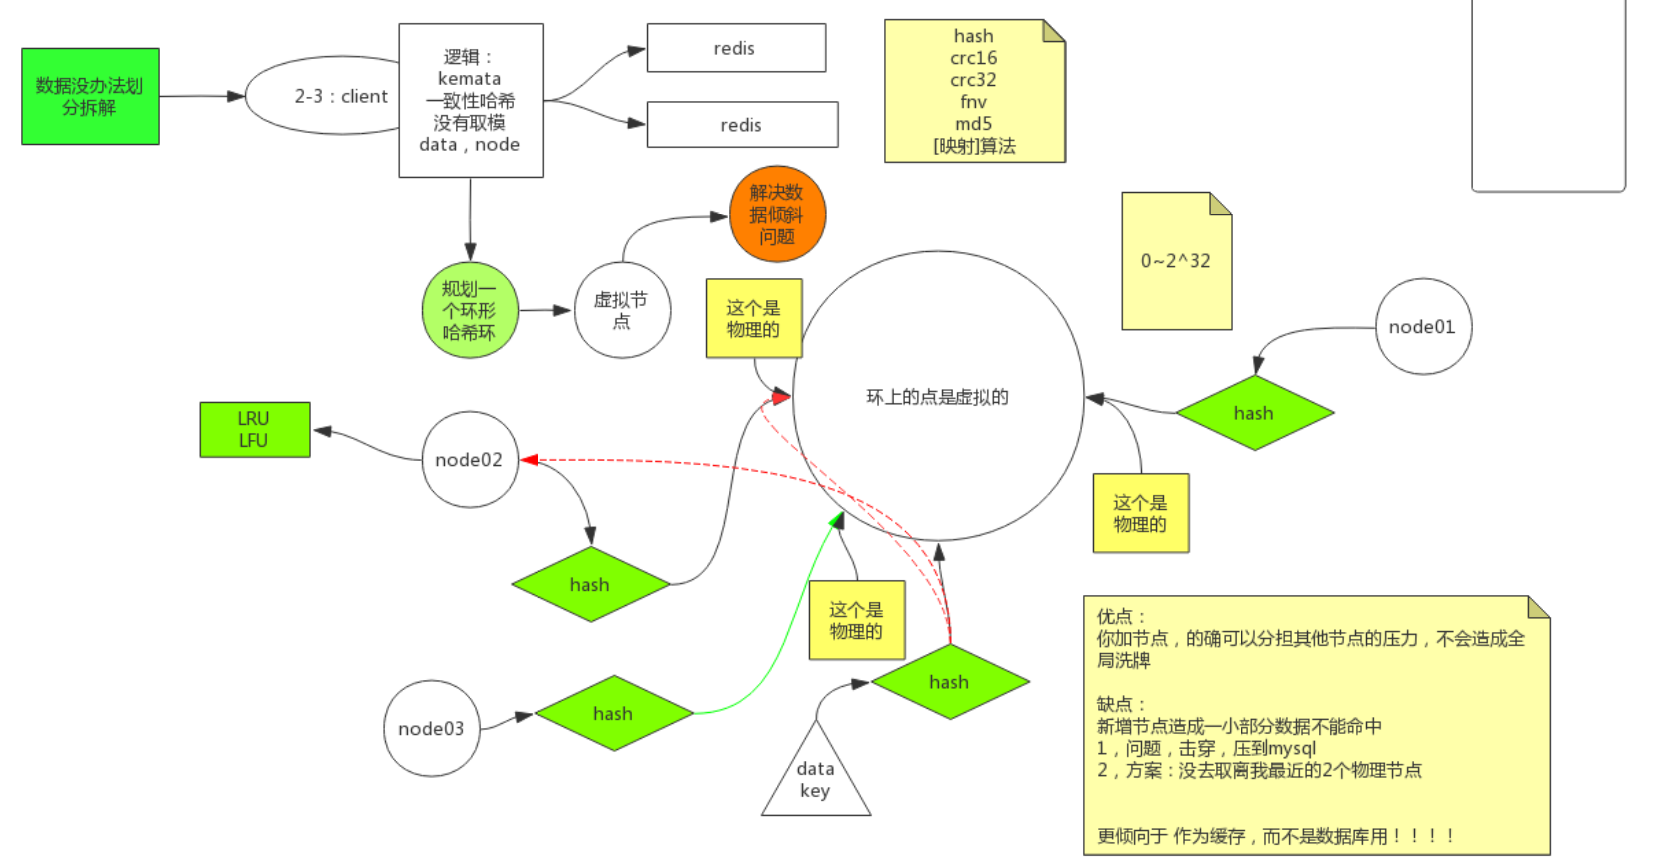 数据没办法划
分拆解
2-3：client
逻辑：
kemata
一致性哈希
没有取模
data，node
redis
redis
hash
crc16
crc32
fnv
md5
[映射]算法
解决数
据倾斜
问题
规划一
个环形
哈希环
虚拟节
点
这个是
物理的
0~2^32
node01
环上的点是虚拟的
hash
LRU
LFU
node02
这个是
物理的
hash
这个是
物理的
node03
hash
hash
data
key
优点：
你加节点，的确可以分担其他节点的压力，不会造成全
局洗牌
缺点：
新增节点造成一小部分数据不能命中
1，问题，击穿，压到mysql
2，方案：没去取离我最近的2个物理节点
更倾向于 作为缓存，而不是数据库用！！！！